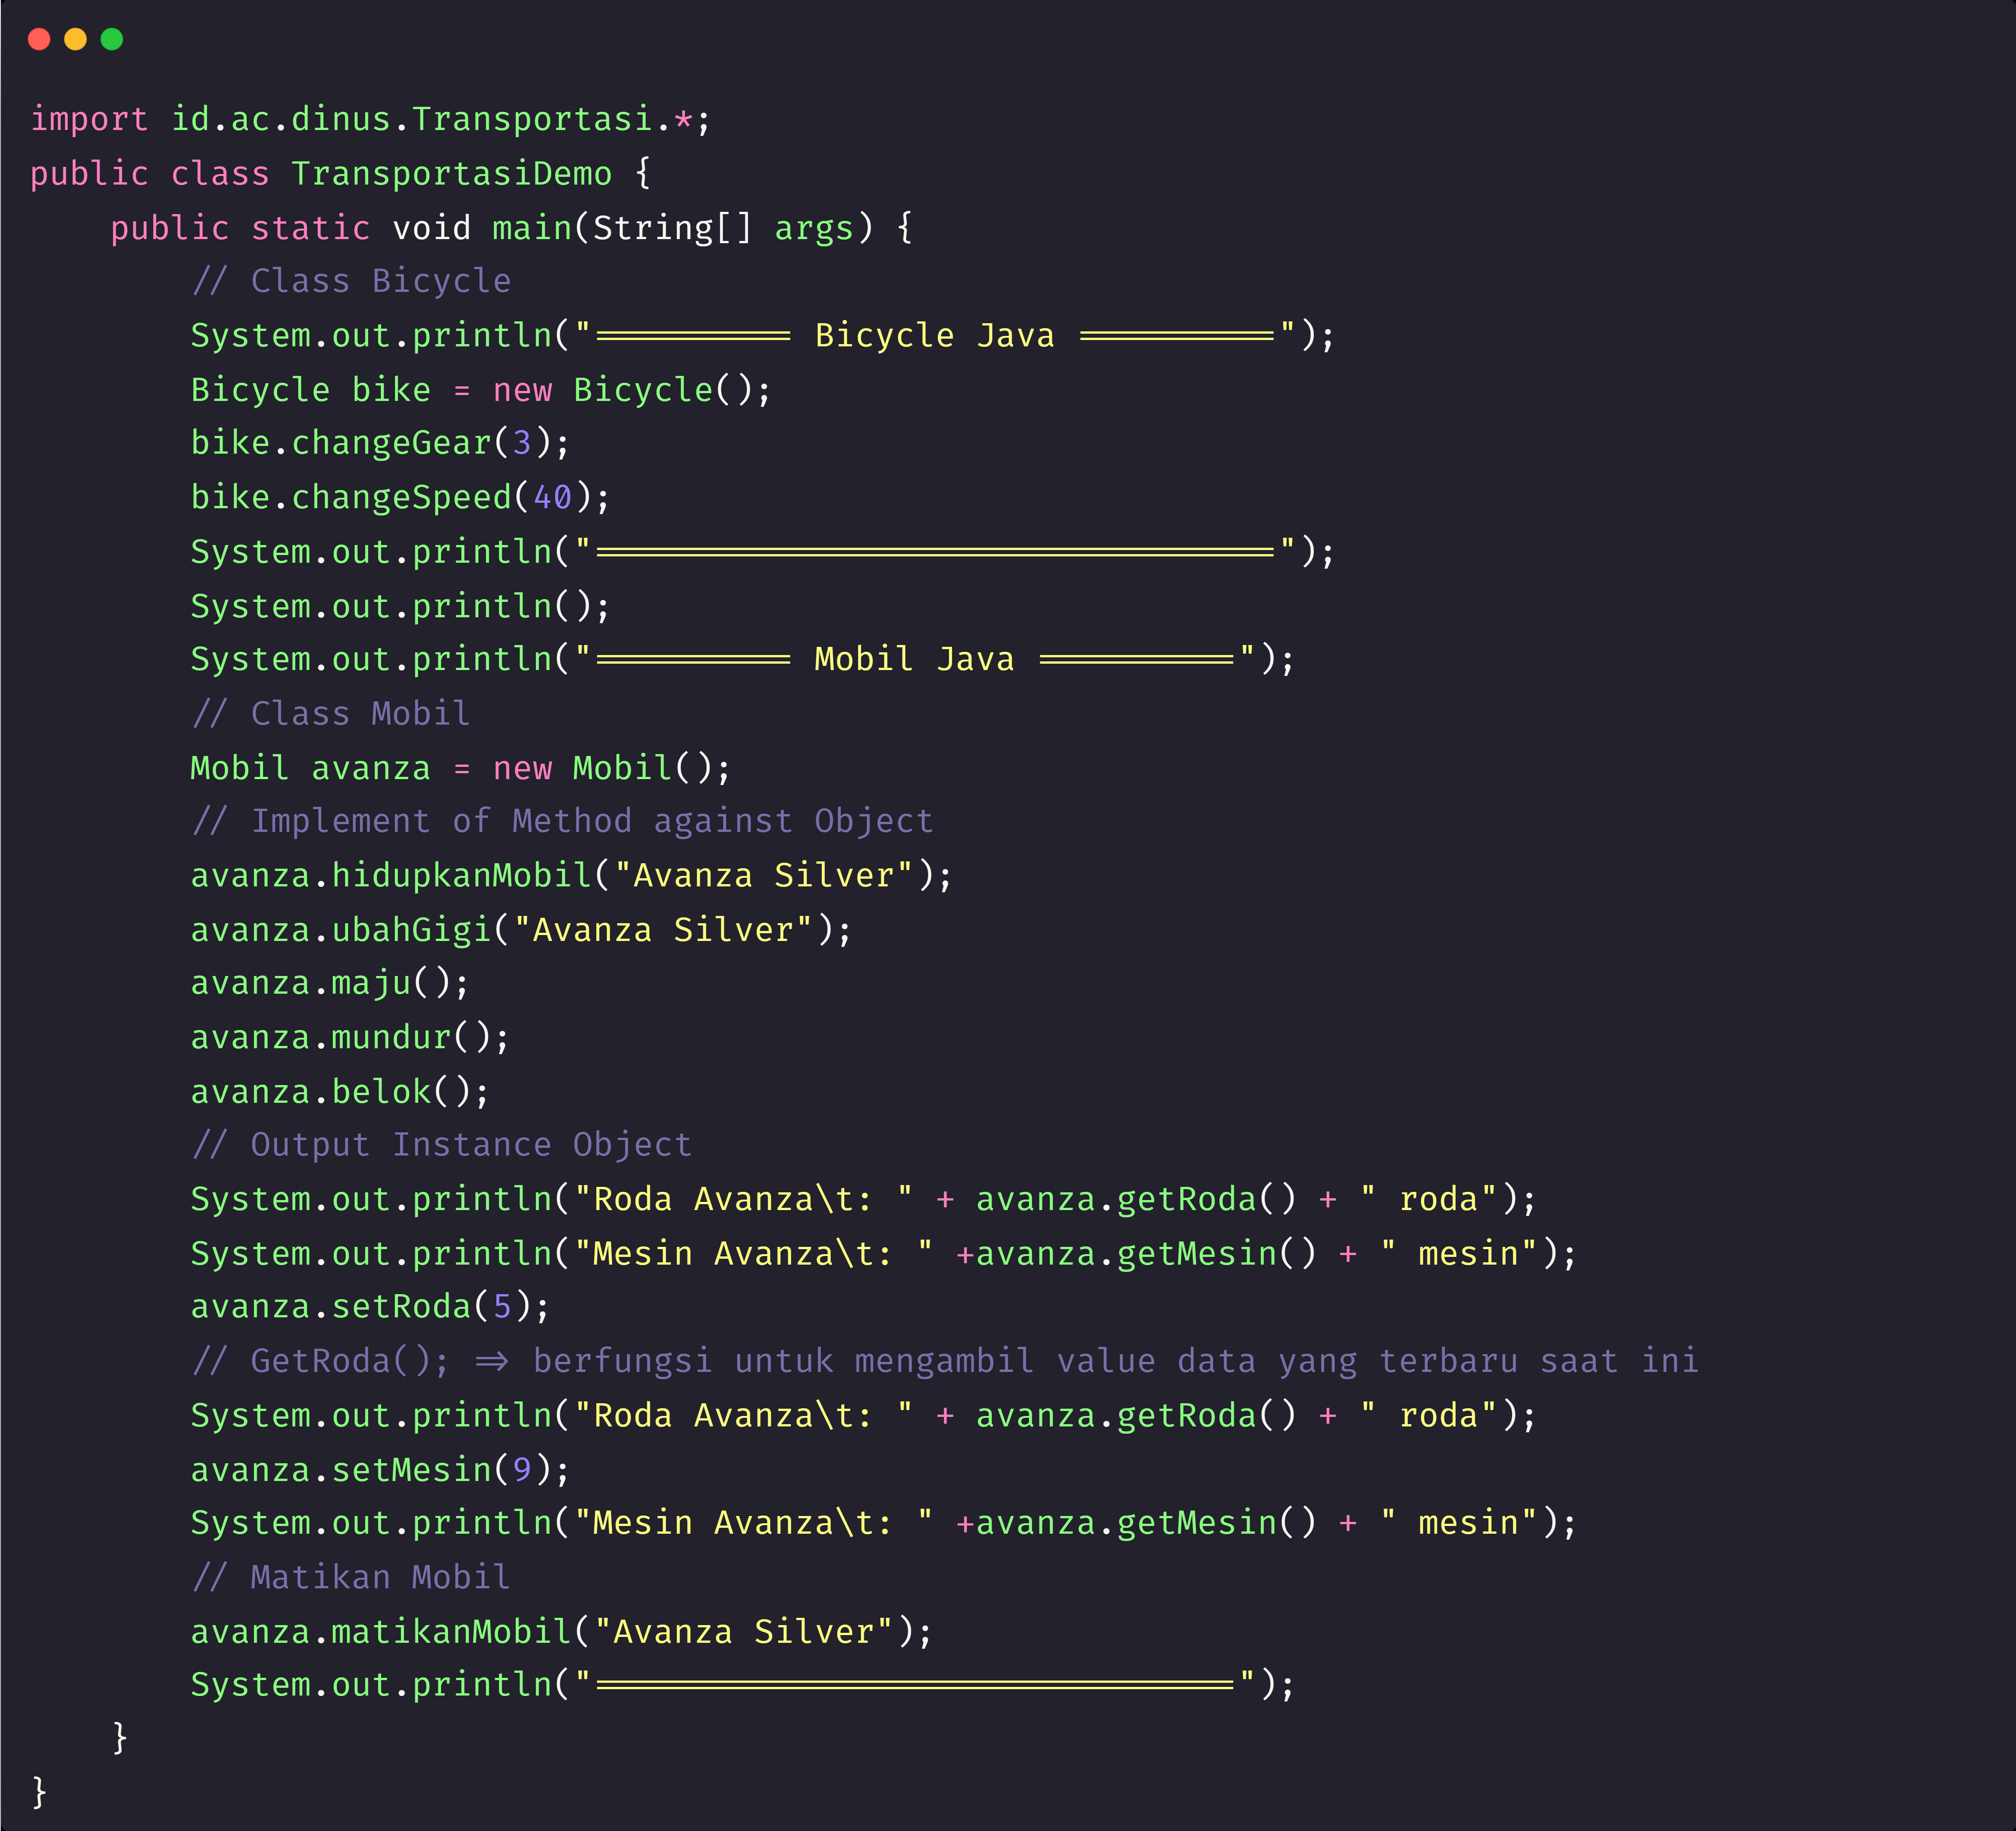 import id.ac.dinus.Transportasi.*;
public class TransportasiDemo {
    public static void main(String[] args) {
        // Class Bicycle
        System.out.println("========== Bicycle Java ==========");
        Bicycle bike = new Bicycle();
        bike.changeGear(3);
        bike.changeSpeed(40);
        System.out.println("==================================");
        System.out.println();
        System.out.println("========== Mobil Java ==========");
        // Class Mobil
        Mobil avanza = new Mobil();
        // Implement of Method against Object
        avanza.hidupkanMobil("Avanza Silver");
        avanza.ubahGigi("Avanza Silver");
        avanza.maju();
        avanza.mundur();
        avanza.belok();
        // Output Instance Object
        System.out.println("Roda Avanza\t: " + avanza.getRoda() + " roda");
        System.out.println("Mesin Avanza\t: " +avanza.getMesin() + " mesin");
        avanza.setRoda(5);
        // GetRoda(); => berfungsi untuk mengambil value data yang terbaru saat ini
        System.out.println("Roda Avanza\t: " + avanza.getRoda() + " roda");
        avanza.setMesin(9);
        System.out.println("Mesin Avanza\t: " +avanza.getMesin() + " mesin");
        // Matikan Mobil
        avanza.matikanMobil("Avanza Silver");
        System.out.println("================================");
    }
}